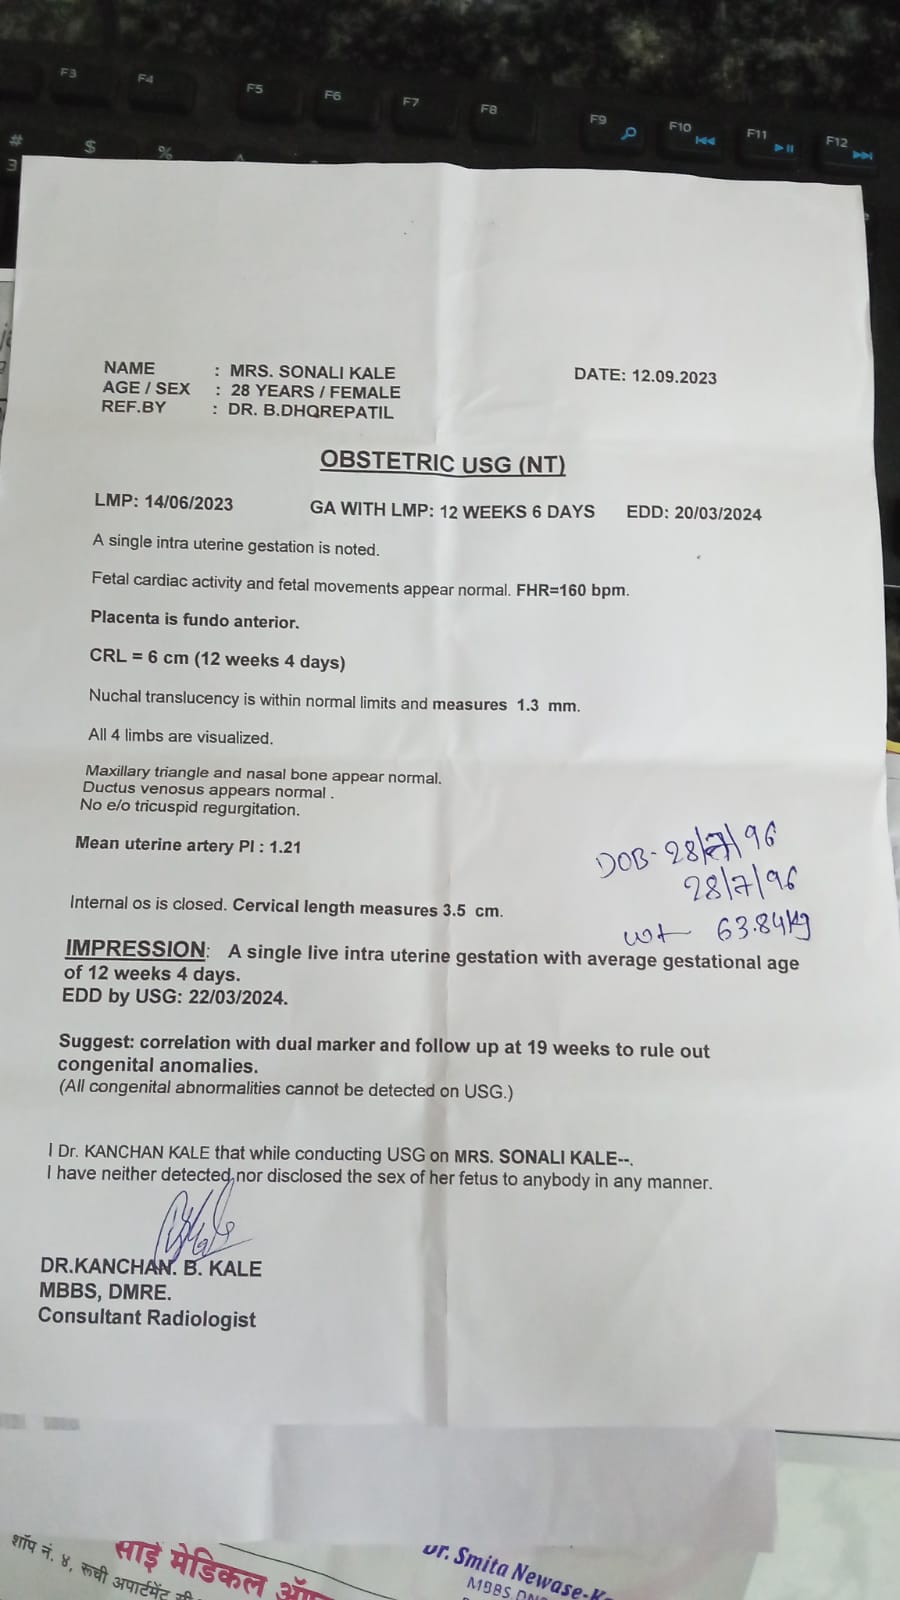 F3 F4 F5 F6 F7 F8 F9 F10 F11 F12
# $ %
3
NAME : MRS. SONALI KALE DATE: 12.09.2023
AGE / SEX : 28 YEARS / FEMALE
REF.BY : DR. B.DHOREPATIL
OBSTETRIC USG (NT)
LMP: 14/06/2023 GA WITH LMP: 12 WEEKS 6 DAYS EDD: 20/03/2024
A single intra uterine gestation is noted.
Fetal cardiac activity and fetal movements appear normal. FHR=160 bpm.
Placenta is fundo anterior.
CRL = 6 cm (12 weeks 4 days)
Nuchal translucency is within normal limits and measures 1.3 mm.
All 4 limbs are visualized.
Maxillary triangle and nasal bone appear normal.
Ductus venosus appears normal .
No e/o tricuspid regurgitation.
Mean uterine artery PI : 1.21
DOB- 28/7/96
28/7/96
wt 63.84kg
Internal os is closed. Cervical length measures 3.5 cm.
IMPRESSION: A single live intra uterine gestation with average gestational age
of 12 weeks 4 days.
EDD by USG: 22/03/2024.
Suggest: correlation with dual marker and follow up at 19 weeks to rule out
congenital anomalies.
(All congenital abnormalities cannot be detected on USG.)
I Dr. KANCHAN KALE that while conducting USG on MRS. SONALI KALE--.
I have neither detected nor disclosed the sex of her fetus to anybody in any manner.
DR.KANCHAN. B. KALE
MBBS, DMRE.
Consultant Radiologist
साई मेडिकल
शॉप नं. ४, रूची अपार्टमेंट
Dr. Smita Newase-K
MBBS